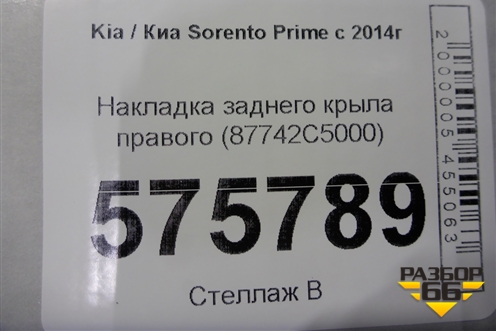 Kia / Киа Sorento Prime с 2014г
Накладка заднего крыла
правого (87742C5000)
575789
Стеллаж В
2000005455063
РАЗБОР
66